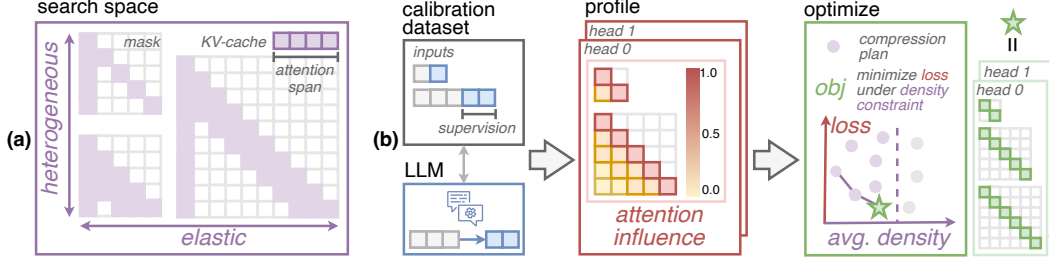 search space
(a)
heterogeneous
mask
KV-cache
attention
span
elastic
(b)
calibration
dataset
inputs
supervision
LLM
profile
head 1
head 0
1.0
0.5
0.0
attention
influence
optimize
compression
plan
obj
minimize loss
under density
constraint
loss
avg. density
=
head 1
head 0